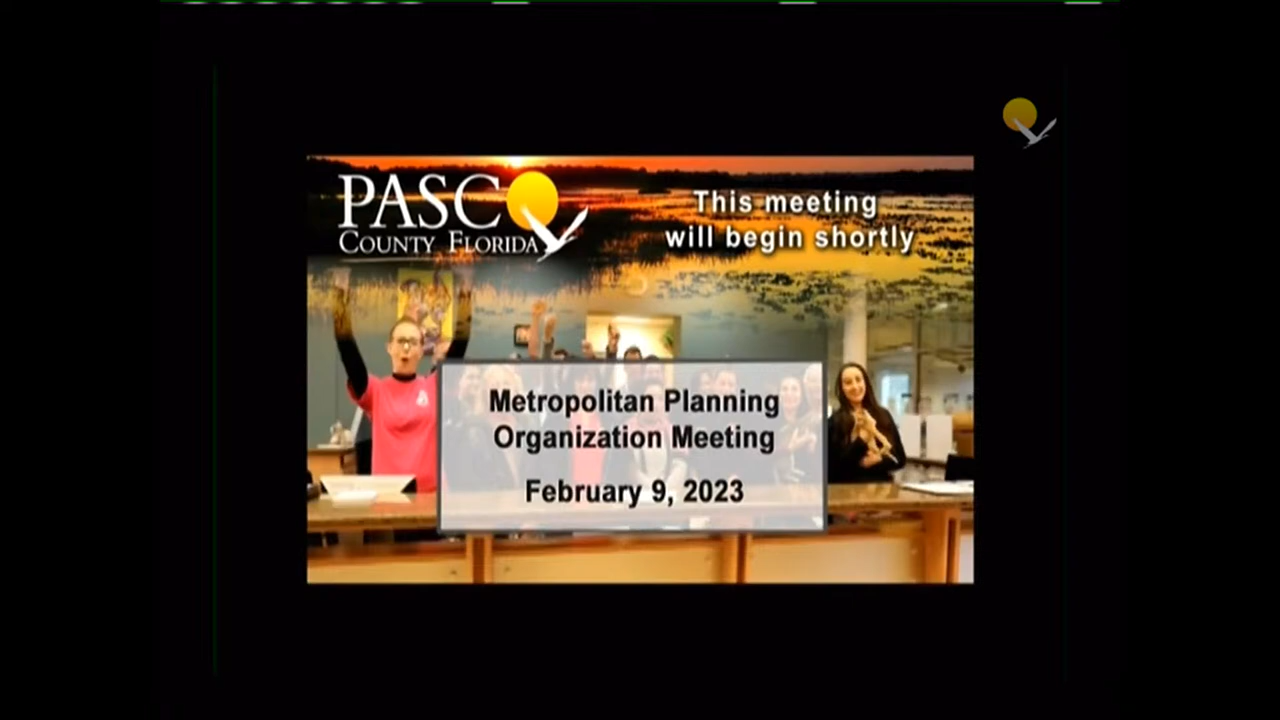 PASCO
COUNTY FLORIDA
This meeting
will begin shortly
Metropolitan Planning
Organization Meeting
February 9, 2023